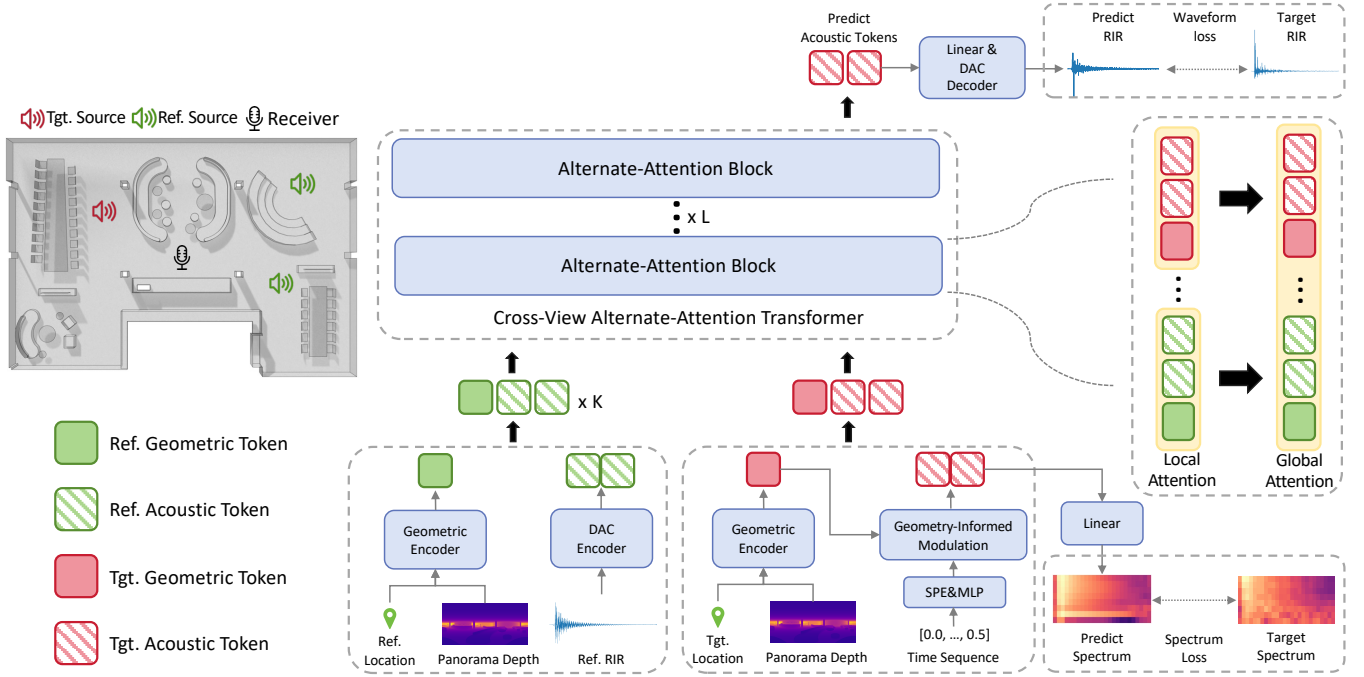 Predict
Acoustic Tokens
Linear &
DAC
Decoder
Predict
RIR
Waveform
loss
Target
RIR
Tgt. Source
Ref. Source
Receiver
Alternate-Attention Block
x L
Alternate-Attention Block
Cross-View Alternate-Attention Transformer
x K
Local
Attention
Global
Attention
Ref. Geometric Token
Ref. Acoustic Token
Tgt. Geometric Token
Tgt. Acoustic Token
Geometric
Encoder
DAC
Encoder
Ref.
Location
Panorama Depth
Ref. RIR
Geometric
Encoder
Geometry-Informed
Modulation
SPE&MLP
[0.0, ..., 0.5]
Tgt.
Location
Panorama Depth
Time Sequence
Linear
Predict
Spectrum
Spectrum
Loss
Target
Spectrum